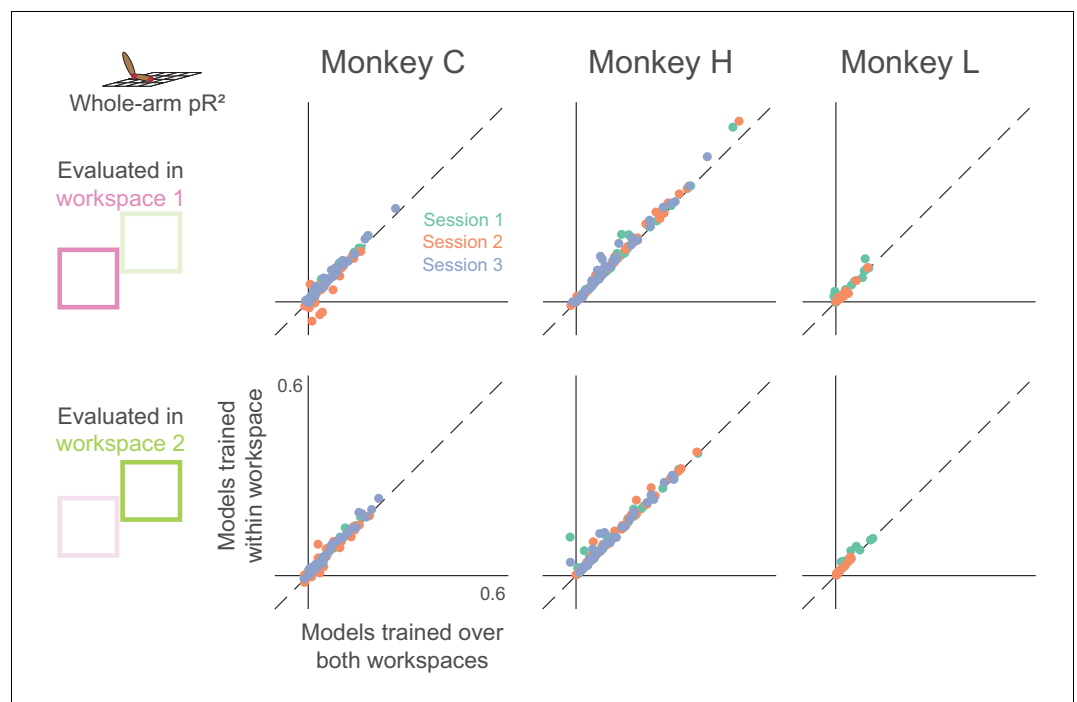 Monkey C
Monkey H
Monkey L
Whole-arm pR²
Evaluated in
workspace 1
Session 1
Session 2
Session 3
Evaluated in
workspace 2
0.6
Models trained
within workspace
0.6
Models trained over
both workspaces